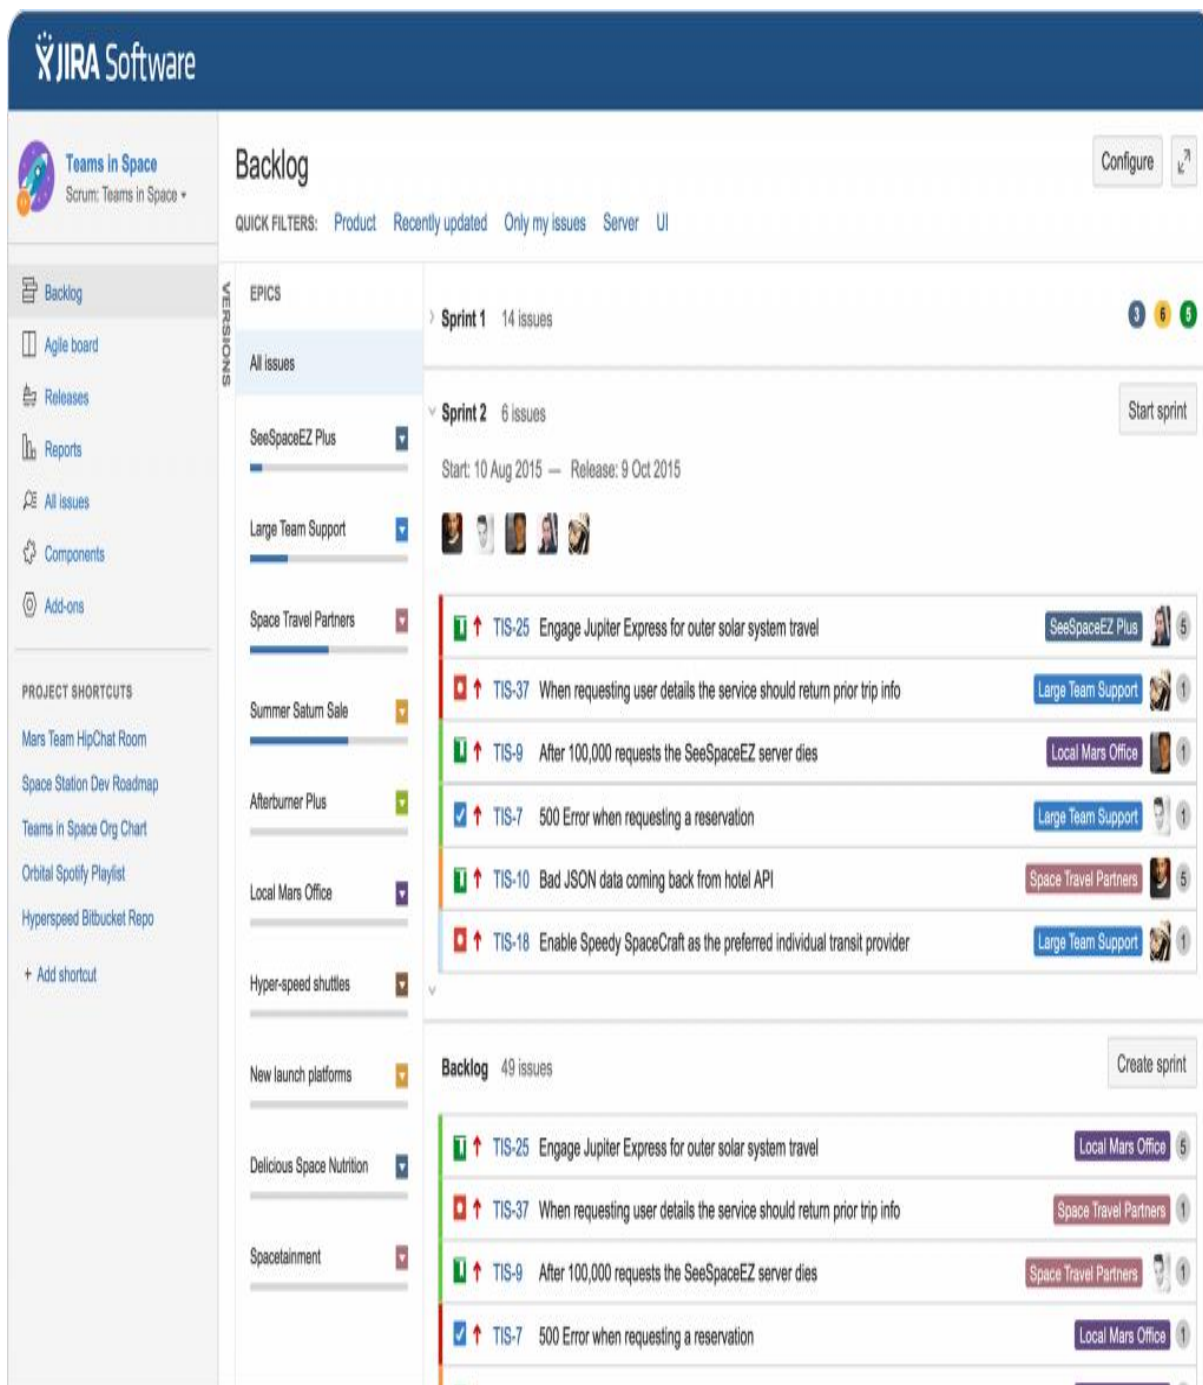 JIRA Software
Teams in Space
Scrum: Teams in Space
Backlog
Agile board
Releases
Reports
All issues
Components
Add-ons
PROJECT SHORTCUTS
Mars Team HipChat Room
Space Station Dev Roadmap
Teams in Space Org Chart
Orbital Spotify Playlist
Hyperspeed Bitbucket Repo
+ Add shortcut
Backlog
Configure
QUICK FILTERS: Product Recently updated Only my issues Server UI
VERSIONS
EPICS
All issues
SeeSpaceEZ Plus
Large Team Support
Space Travel Partners
Summer Saturn Sale
Afterburner Plus
Local Mars Office
Hyper-speed shuttles
New launch platforms
Delicious Space Nutrition
Spacetainment
Sprint 1 14 issues 3 6 5
Sprint 2 6 issues Start sprint
Start: 10 Aug 2015 — Release: 9 Oct 2015
TIS-25 Engage Jupiter Express for outer solar system travel SeeSpaceEZ Plus 5
TIS-37 When requesting user details the service should return prior trip info Large Team Support 1
TIS-9 After 100,000 requests the SeeSpaceEZ server dies Local Mars Office 1
TIS-7 500 Error when requesting a reservation Large Team Support 1
TIS-10 Bad JSON data coming back from hotel API Space Travel Partners 5
TIS-18 Enable Speedy SpaceCraft as the preferred individual transit provider Large Team Support 1
Backlog 49 issues Create sprint
TIS-25 Engage Jupiter Express for outer solar system travel Local Mars Office 5
TIS-37 When requesting user details the service should return prior trip info Space Travel Partners 1
TIS-9 After 100,000 requests the SeeSpaceEZ server dies Space Travel Partners 1
TIS-7 500 Error when requesting a reservation Local Mars Office 1